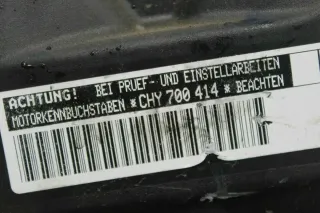 ACHTUNG! BEI PRUEF- UND EINSTELLARBEITEN
MOTORKENNBUCHSTABEN *CHY 700 414* BEACHTEN